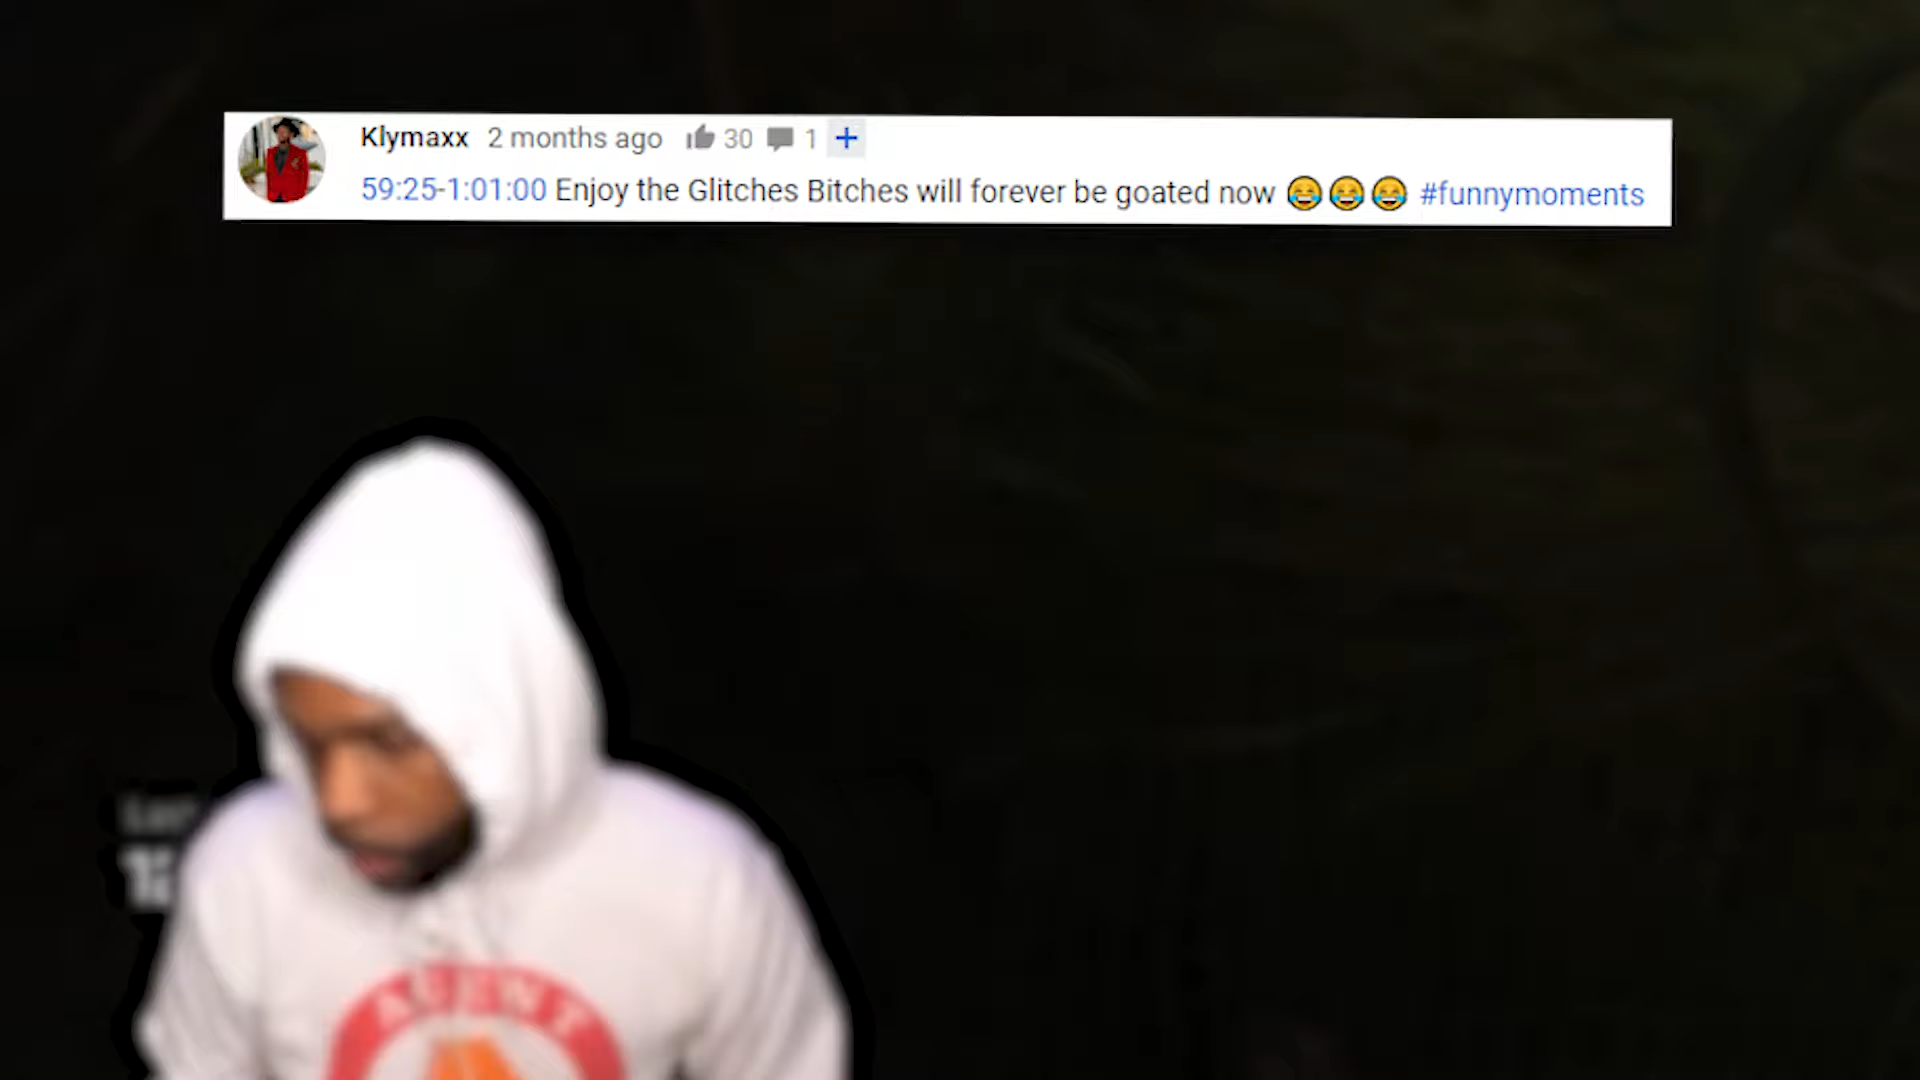 Klymaxx 2 months ago 30 1 +
59:25-1:01:00 Enjoy the Glitches Bitches will forever be goated now 😂😂😂 #funnymoments